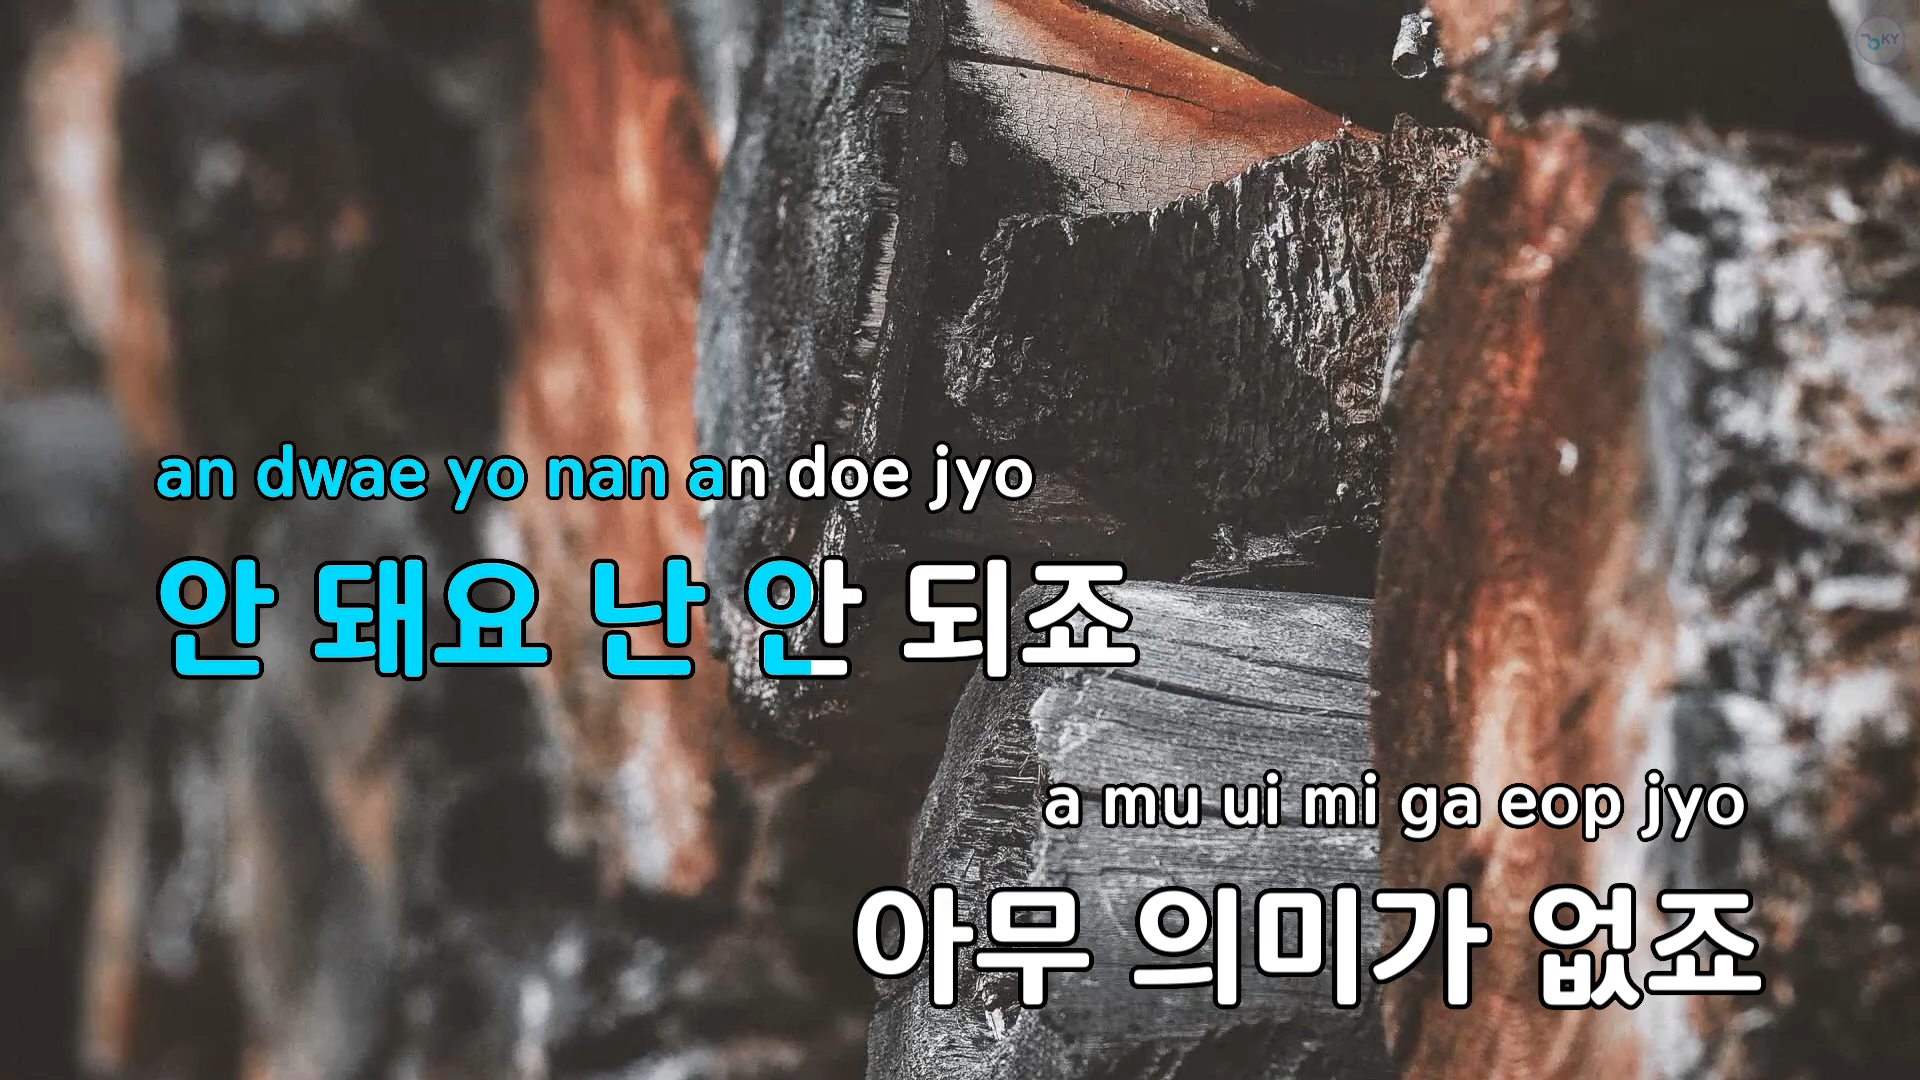 KY
an dwae yo nan an doe jyo
안 돼요 난 안 되죠
a mu ui mi ga eop jyo
아무 의미가 없죠